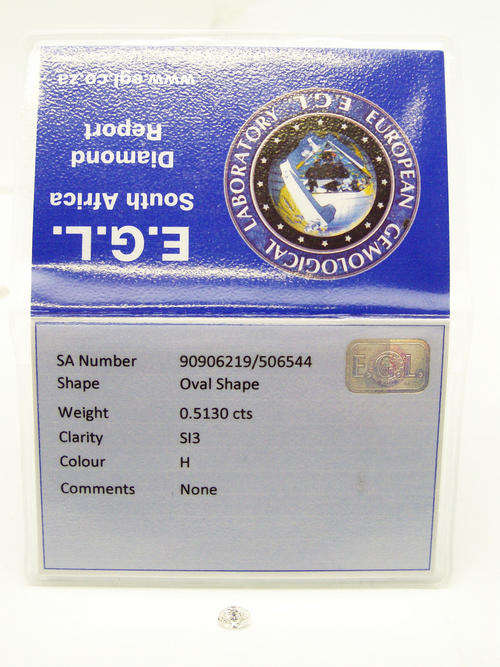 www.egl.co.za
Diamond
Report
South Africa
E.G.L.
EUROPEAN GEMOLOGICAL LABORATORY E.G.L.
SA Number 90906219/506544
Shape Oval Shape
Weight 0.5130 cts
Clarity SI3
Colour H
Comments None
E.G.L.